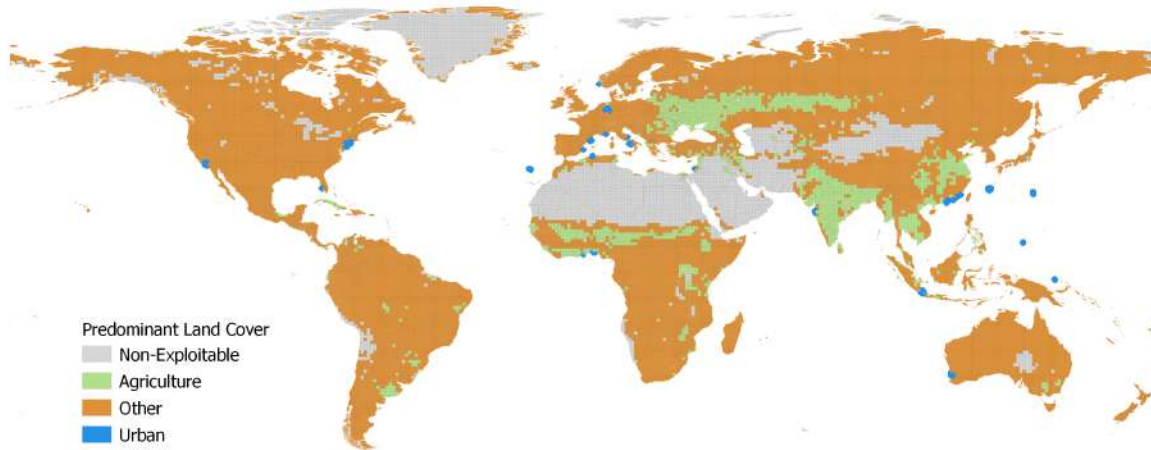 Predominant Land Cover
Non-Exploitable
Agriculture
Other
Urban